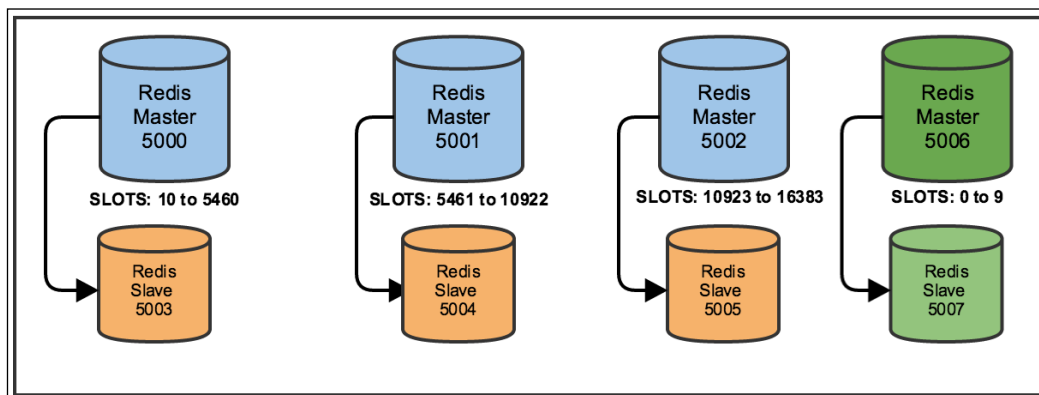 Redis
Master
5000
Redis
Master
5001
Redis
Master
5002
Redis
Master
5006
SLOTS: 10 to 5460
SLOTS: 5461 to 10922
SLOTS: 10923 to 16383
SLOTS: 0 to 9
Redis
Slave
5003
Redis
Slave
5004
Redis
Slave
5005
Redis
Slave
5007